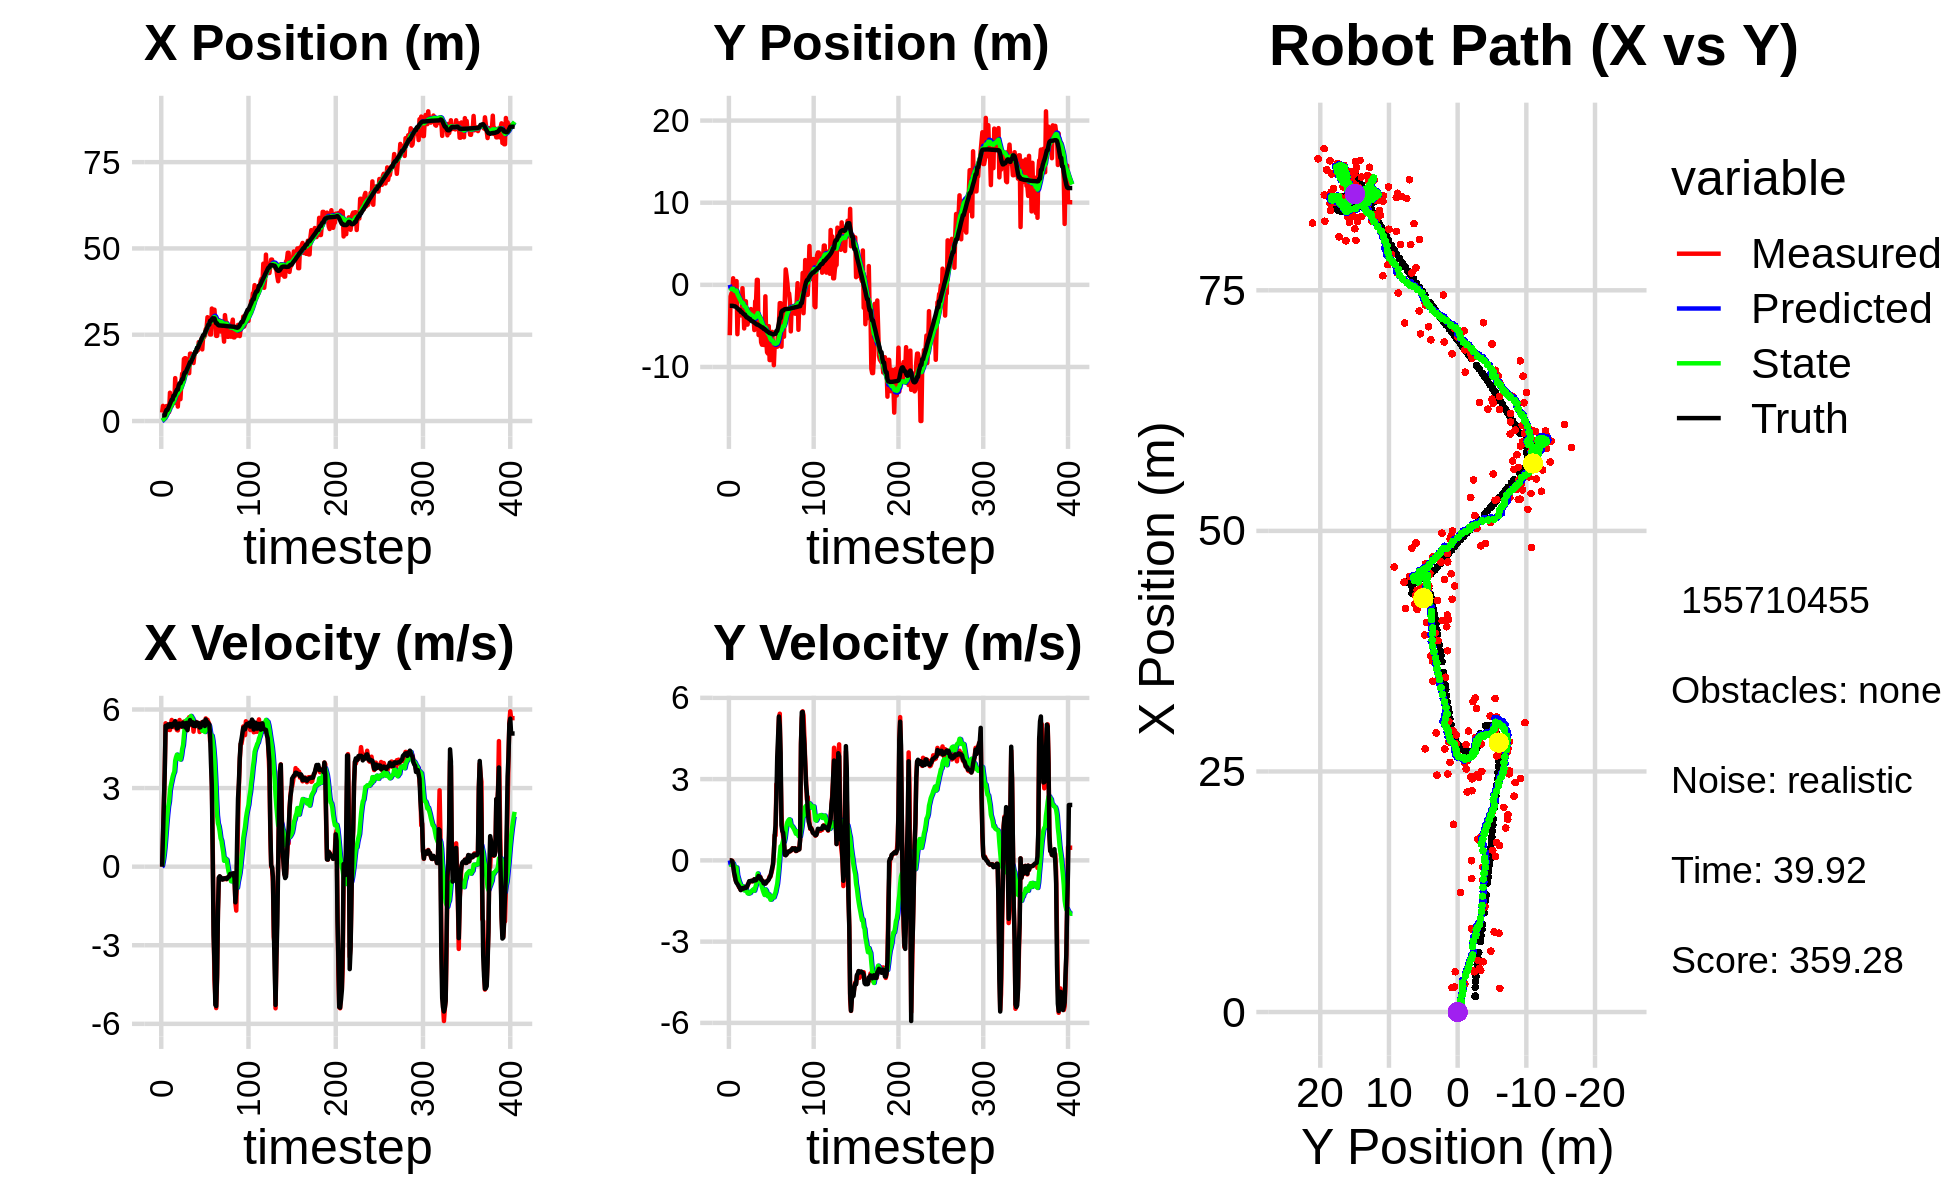 X Position (m)
75
50
25
0
0
100
200
300
400
timestep
Y Position (m)
20
10
0
-10
0
100
200
300
400
timestep
X Velocity (m/s)
6
3
0
-3
-6
0
100
200
300
400
timestep
Y Velocity (m/s)
6
3
0
-3
-6
0
100
200
300
400
timestep
Robot Path (X vs Y)
X Position (m)
75
50
25
0
20 10 0 -10 -20
Y Position (m)
variable
Measured
Predicted
State
Truth
155710455
Obstacles: none
Noise: realistic
Time: 39.92
Score: 359.28